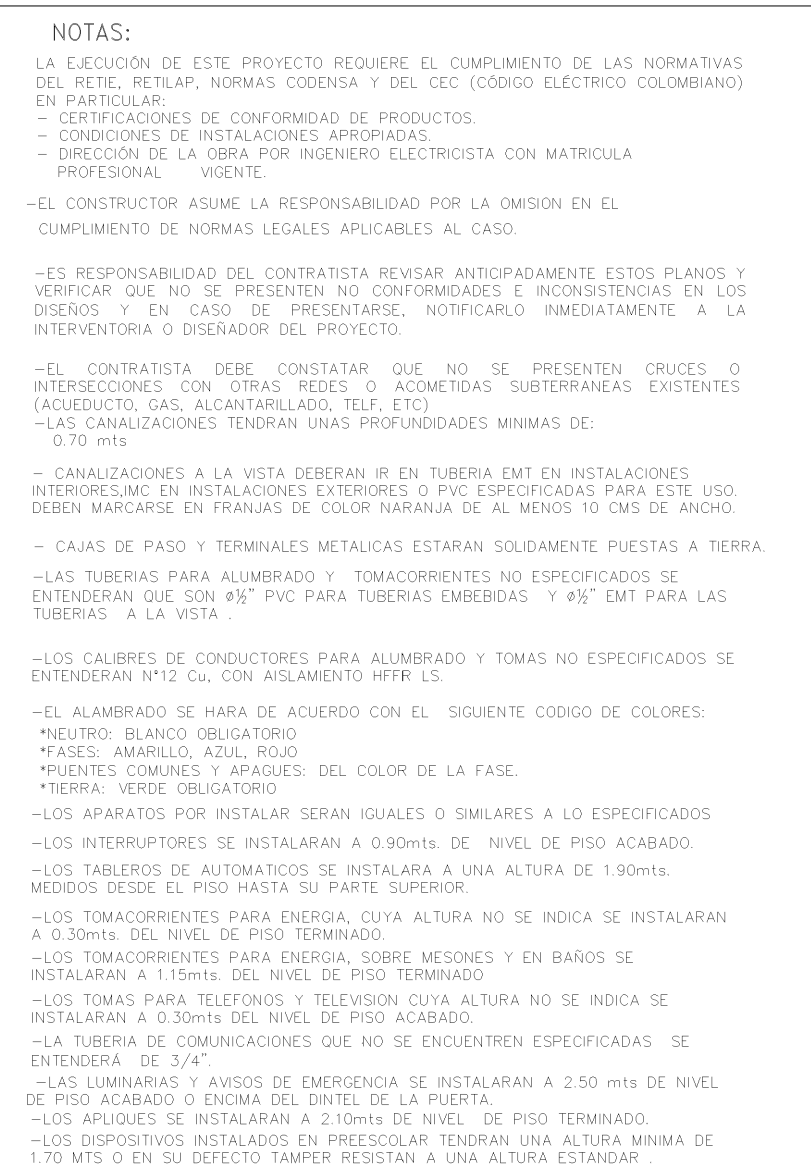 NOTAS:
LA EJECUCIÓN DE ESTE PROYECTO REQUIERE EL CUMPLIMIENTO DE LAS NORMATIVAS
DEL RETIE, RETILAP, NORMAS CODENSA Y DEL CEC (CÓDIGO ELÉCTRICO COLOMBIANO)
EN PARTICULAR:
- CERTIFICACIONES DE CONFORMIDAD DE PRODUCTOS.
- CONDICIONES DE INSTALACIONES APROPIADAS.
- DIRECCIÓN DE LA OBRA POR INGENIERO ELECTRICISTA CON MATRICULA
PROFESIONAL VIGENTE.
-EL CONSTRUCTOR ASUME LA RESPONSABILIDAD POR LA OMISION EN EL
CUMPLIMIENTO DE NORMAS LEGALES APLICABLES AL CASO.
-ES RESPONSABILIDAD DEL CONTRATISTA REVISAR ANTICIPADAMENTE ESTOS PLANOS Y
VERIFICAR QUE NO SE PRESENTEN NO CONFORMIDADES E INCONSISTENCIAS EN LOS
DISEÑOS Y EN CASO DE PRESENTARSE, NOTIFICARLO INMEDIATAMENTE A LA
INTERVENTORIA O DISEÑADOR DEL PROYECTO.
-EL CONTRATISTA DEBE CONSTATAR QUE NO SE PRESENTEN CRUCES O
INTERSECCIONES CON OTRAS REDES O ACOMETIDAS SUBTERRANEAS EXISTENTES
(ACUEDUCTO, GAS, ALCANTARILLADO, TELF, ETC)
-LAS CANALIZACIONES TENDRAN UNAS PROFUNDIDADES MINIMAS DE:
0.70 mts
- CANALIZACIONES A LA VISTA DEBERAN IR EN TUBERIA EMT EN INSTALACIONES
INTERIORES,IMC EN INSTALACIONES EXTERIORES O PVC ESPECIFICADAS PARA ESTE USO.
DEBEN MARCARSE EN FRANJAS DE COLOR NARANJA DE AL MENOS 10 CMS DE ANCHO.
- CAJAS DE PASO Y TERMINALES METALICAS ESTARAN SOLIDAMENTE PUESTAS A TIERRA.
-LAS TUBERIAS PARA ALUMBRADO Y TOMACORRIENTES NO ESPECIFICADOS SE
ENTENDERAN QUE SON ø½" PVC PARA TUBERIAS EMBEBIDAS Y ø½" EMT PARA LAS
TUBERIAS A LA VISTA .
-LOS CALIBRES DE CONDUCTORES PARA ALUMBRADO Y TOMAS NO ESPECIFICADOS SE
ENTENDERAN N°12 Cu, CON AISLAMIENTO HFFR LS.
-EL ALAMBRADO SE HARA DE ACUERDO CON EL SIGUIENTE CODIGO DE COLORES:
*NEUTRO: BLANCO OBLIGATORIO
*FASES: AMARILLO, AZUL, ROJO
*PUENTES COMUNES Y APAGUES: DEL COLOR DE LA FASE.
*TIERRA: VERDE OBLIGATORIO
-LOS APARATOS POR INSTALAR SERAN IGUALES O SIMILARES A LO ESPECIFICADOS
-LOS INTERRUPTORES SE INSTALARAN A 0.90mts. DE NIVEL DE PISO ACABADO.
-LOS TABLEROS DE AUTOMATICOS SE INSTALARA A UNA ALTURA DE 1.90mts.
MEDIDOS DESDE EL PISO HASTA SU PARTE SUPERIOR.
-LOS TOMACORRIENTES PARA ENERGIA, CUYA ALTURA NO SE INDICA SE INSTALARAN
A 0.30mts. DEL NIVEL DE PISO TERMINADO.
-LOS TOMACORRIENTES PARA ENERGIA, SOBRE MESONES Y EN BAÑOS SE
INSTALARAN A 1.15mts. DEL NIVEL DE PISO TERMINADO
-LOS TOMAS PARA TELEFONOS Y TELEVISION CUYA ALTURA NO SE INDICA SE
INSTALARAN A 0.30mts DEL NIVEL DE PISO ACABADO.
-LA TUBERIA DE COMUNICACIONES QUE NO SE ENCUENTREN ESPECIFICADAS SE
ENTENDERÁ DE 3/4".
-LAS LUMINARIAS Y AVISOS DE EMERGENCIA SE INSTALARAN A 2.50 mts DE NIVEL
DE PISO ACABADO O ENCIMA DEL DINTEL DE LA PUERTA.
-LOS APLIQUES SE INSTALARAN A 2.10mts DE NIVEL DE PISO TERMINADO.
-LOS DISPOSITIVOS INSTALADOS EN PREESCOLAR TENDRAN UNA ALTURA MINIMA DE
1.70 MTS O EN SU DEFECTO TAMPER RESISTAN A UNA ALTURA ESTANDAR .